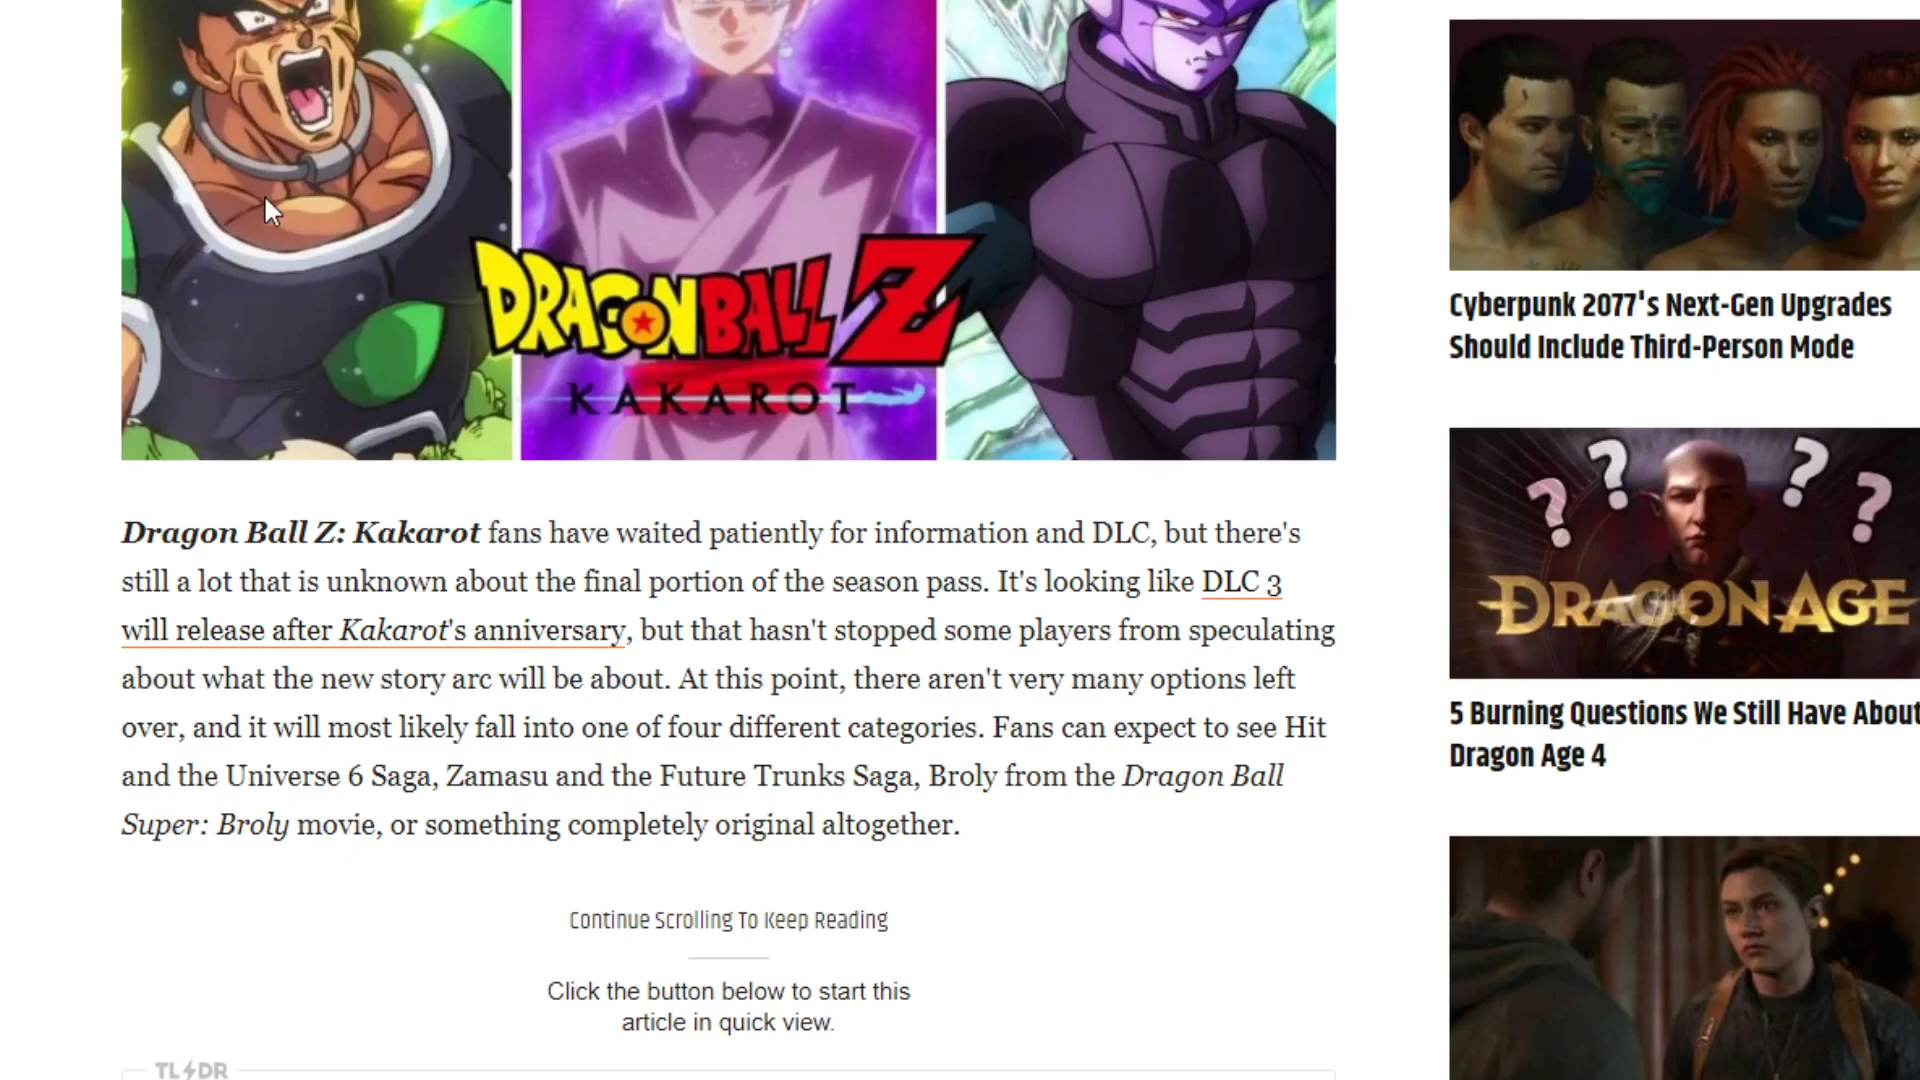 DRAGON BALL Z
KAKAROT
Dragon Ball Z: Kakarot fans have waited patiently for information and DLC, but there's
still a lot that is unknown about the final portion of the season pass. It's looking like DLC 3
will release after Kakarot's anniversary, but that hasn't stopped some players from speculating
about what the new story arc will be about. At this point, there aren't very many options left
over, and it will most likely fall into one of four different categories. Fans can expect to see Hit
and the Universe 6 Saga, Zamasu and the Future Trunks Saga, Broly from the Dragon Ball
Super: Broly movie, or something completely original altogether.
Continue Scrolling To Keep Reading
Click the button below to start this
article in quick view.
TL DR
Cyberpunk 2077's Next-Gen Upgrades
Should Include Third-Person Mode
? ? ? ?
DRAGON AGE
5 Burning Questions We Still Have About
Dragon Age 4